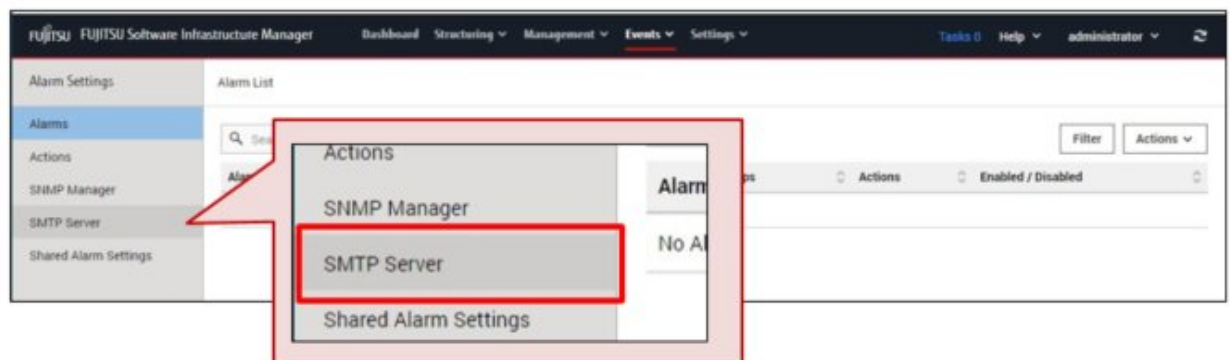 FUJITSU FUJITSU Software Infrastructure Manager Dashboard Structuring Management Events Settings Tasks 0 Help administrator
Alarm Settings Alarm List
Alarms
Filter Actions
Actions
Actions Enabled / Disabled
SNMP Manager
SMTP Server
Shared Alarm Settings
Actions
SNMP Manager
SMTP Server
Shared Alarm Settings
Alarm
No Al